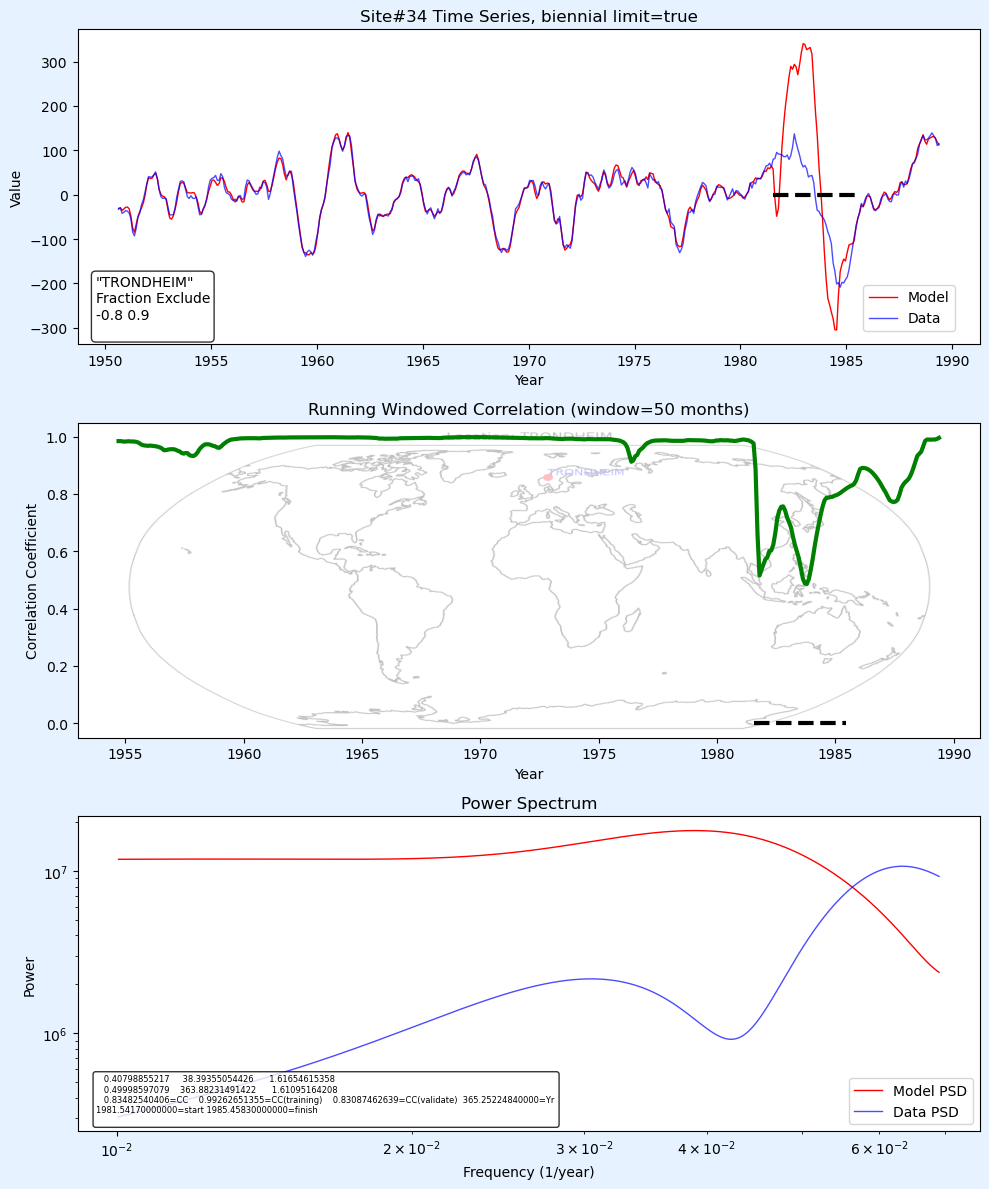 Site#34 Time Series, biennial limit=true
Value
300
200
100
0
−100
−200
−300
"TRONDHEIM"
Fraction Exclude
-0.8 0.9
Model
Data
1950 1955 1960 1965 1970 1975 1980 1985 1990
Year
Running Windowed Correlation (window=50 months)
Correlation Coefficient
1.0
0.8
0.6
0.4
0.2
0.0
TRONDHEIM
TRONDHEIM
1955 1960 1965 1970 1975 1980 1985 1990
Year
Power Spectrum
Power
10^7
10^6
0.40798855217 38.39355054426 1.61654615358
0.49998597079 363.88231491422 1.61095164208
0.83482540406=CC 0.99262651355=CC(training) 0.83087462639=CC(validate) 365.25224840000=Yr
1981.54170000000=start 1985.45830000000=finish
Model PSD
Data PSD
10^−2 2×10^−2 3×10^−2 4×10^−2 6×10^−2
Frequency (1/year)